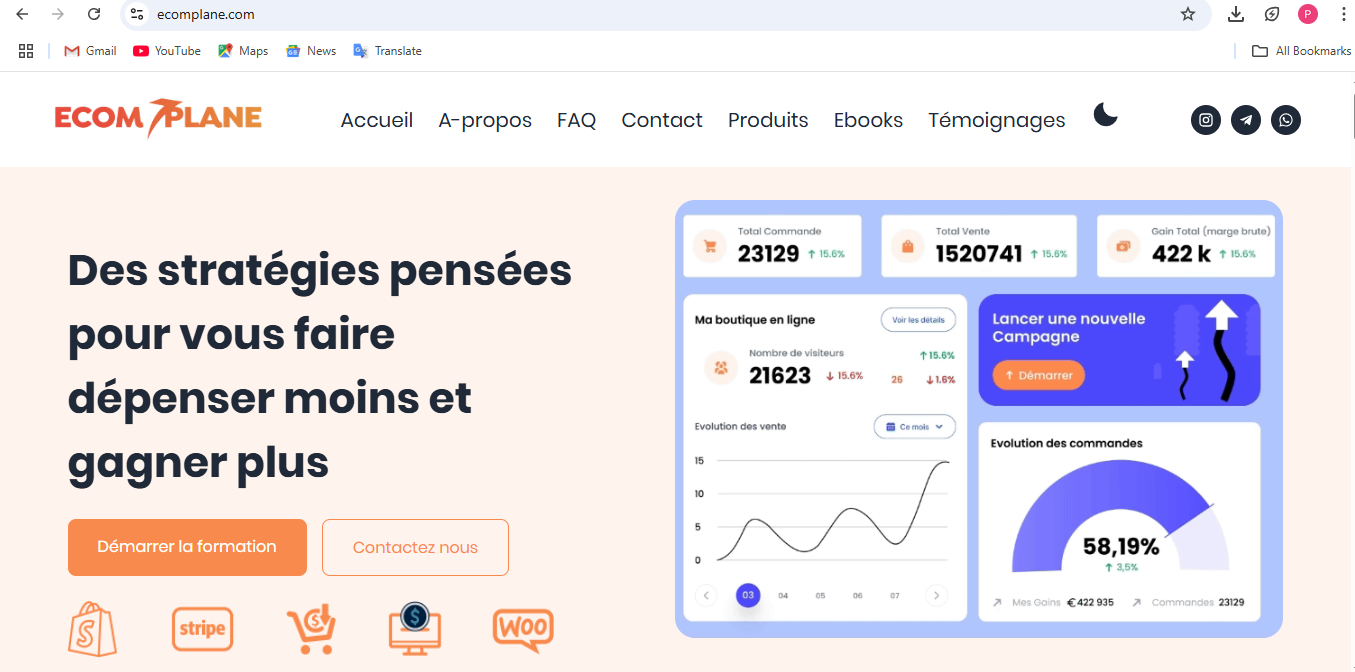 ecomplane.com
P
Gmail
YouTube
Maps
News
Translate
All Bookmarks
ECOM PLANE
Accueil
A-propos
FAQ
Contact
Produits
Ebooks
Témoignages
Des stratégies pensées
pour vous faire
dépenser moins et
gagner plus
Démarrer la formation
Contactez nous
S
stripe
$
$
WOO
Total Commande
23129 ↑ 15.6%
Total Vente
1520741 ↑ 15.6%
Gain Total (marge brute)
422 k ↑ 15.6%
Ma boutique en ligne
Voir les détails
Nombre de visiteurs
21623 ↓ 15.6%
↑ 15.6%
26 ↓ 1.6%
Evolution des vente
Ce mois
15
10
5
0
03 04 05 06 07
Lancer une nouvelle
Campagne
↑ Démarrer
Evolution des commandes
58,19%
↑ 3,5%
Mes Gains €422 935
Commandes 23129